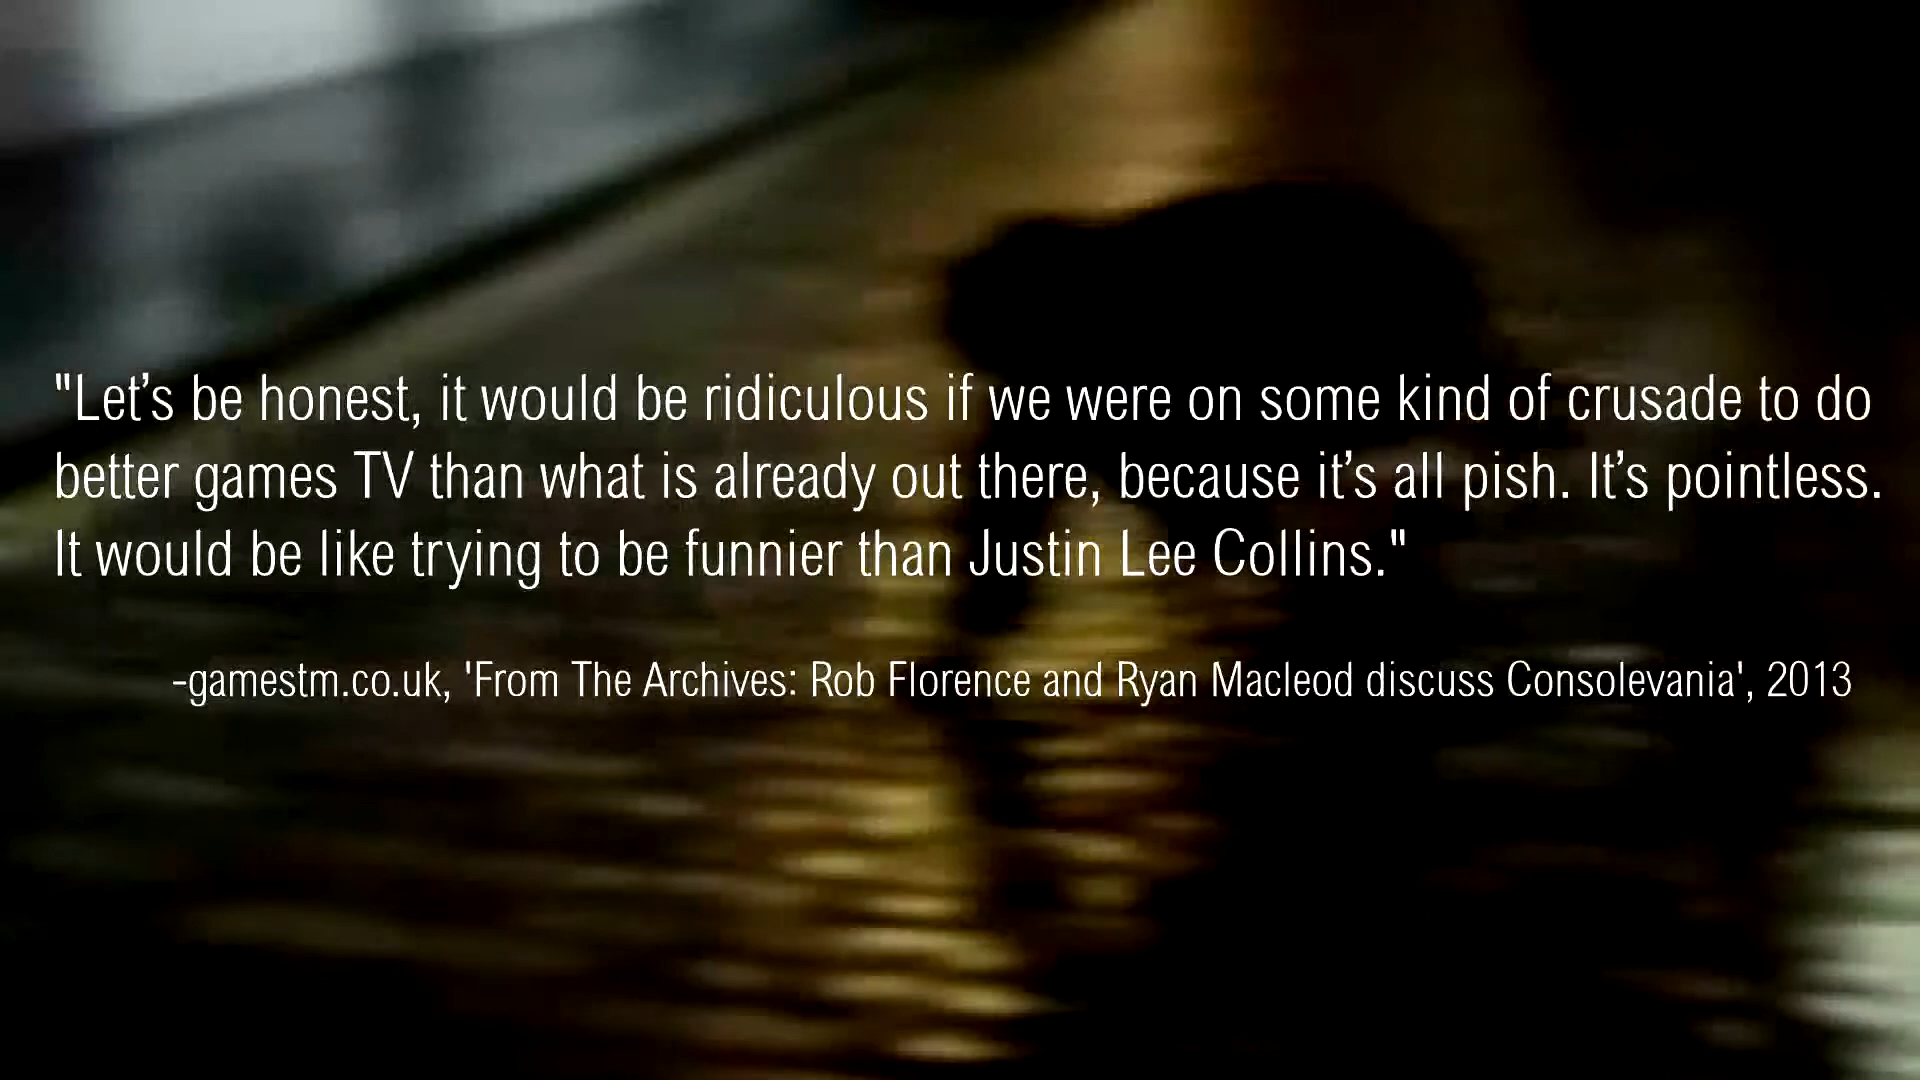 "Let’s be honest, it would be ridiculous if we were on some kind of crusade to do
better games TV than what is already out there, because it’s all pish. It’s pointless.
It would be like trying to be funnier than Justin Lee Collins."
-gamestm.co.uk, 'From The Archives: Rob Florence and Ryan Macleod discuss Consolevania', 2013